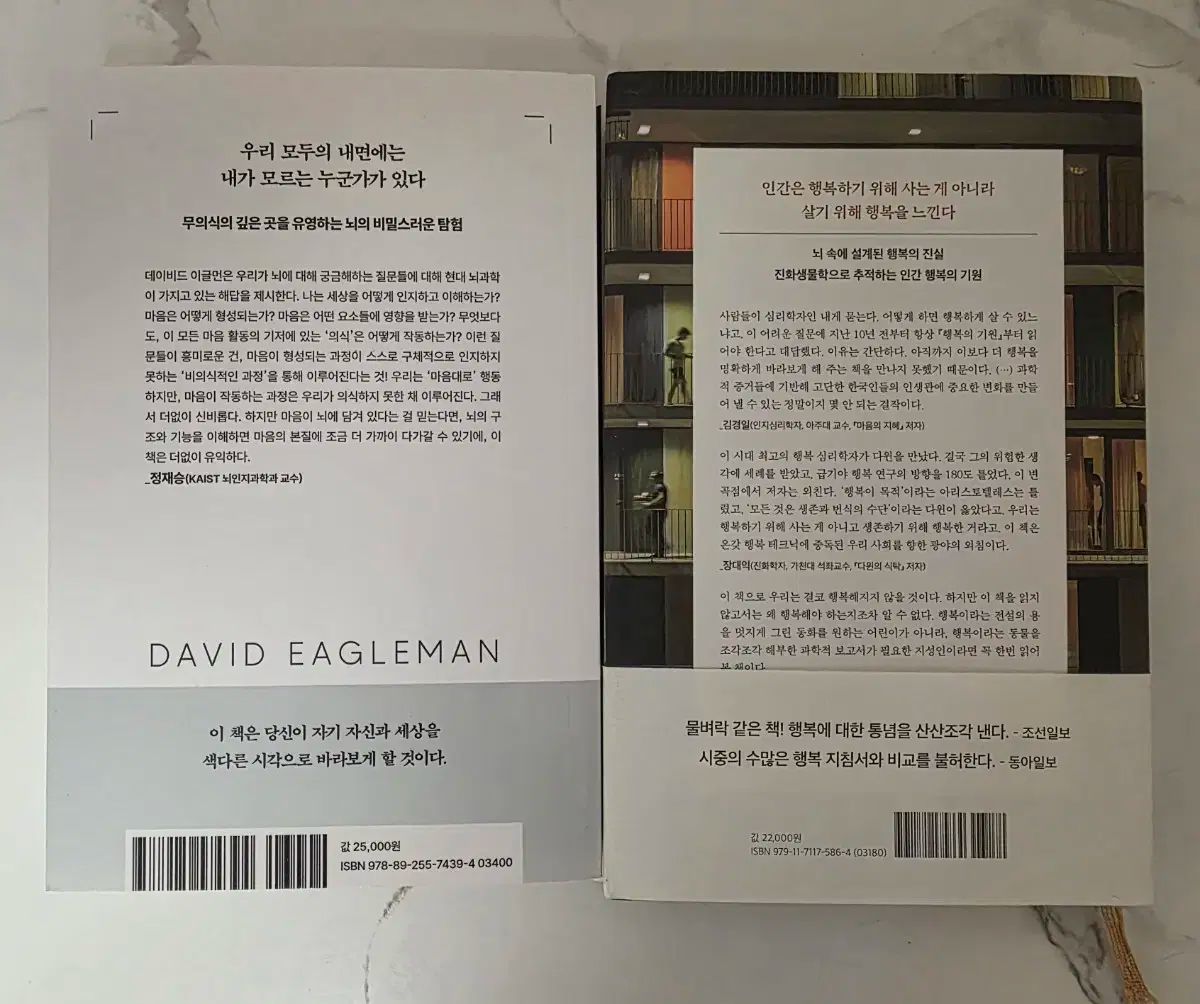 우리 모두의 내면에는
내가 모르는 누군가가 있다
무의식의 깊은 곳을 유영하는 뇌의 비밀스러운 탐험
데이비드 이글먼은 우리가 뇌에 대해 궁금해하는 질문들에 대해 현대 뇌과학
이 가지고 있는 해답을 제시한다. 나는 세상을 어떻게 인지하고 이해하는가?
마음은 어떻게 형성되는가? 마음은 어떤 요소들에 영향을 받는가? 무엇보다
도, 이 모든 마음 활동의 기저에 있는 ‘의식’은 어떻게 작동하는가? 이런 질
문들이 흥미로운 건, 마음이 형성되는 과정이 스스로 구체적으로 인지하지
못하는 ‘비의식적인 과정’을 통해 이루어진다는 것! 우리는 ‘마음대로’ 행동
하지만, 마음이 작동하는 과정은 우리가 의식하지 못한 채 이루어진다. 그래
서 더없이 신비롭다. 하지만 마음이 뇌에 담겨 있다는 걸 믿는다면, 뇌의 구
조와 기능을 이해하면 마음의 본질에 조금 더 가까이 다가갈 수 있기에, 이
책은 더없이 유익하다.
_정재승(KAIST 뇌인지과학과 교수)
DAVID EAGLEMAN
이 책은 당신이 자기 자신과 세상을
색다른 시각으로 바라보게 할 것이다.
값 25,000원
ISBN 978-89-255-7439-4 03400
인간은 행복하기 위해 사는 게 아니라
살기 위해 행복을 느낀다
뇌 속에 설계된 행복의 진실
진화생물학으로 추적하는 인간 행복의 기원
사람들이 심리학자인 내게 묻는다. 어떻게 하면 행복하게 살 수 있느
냐고. 이 어려운 질문에 지난 10년 전부터 항상 『행복의 기원』부터 읽
어야 한다고 대답했다. 이유는 간단하다. 아직까지 이보다 더 행복을
명확하게 바라보게 해 주는 책을 만나지 못했기 때문이다. (…) 과학
적 증거들에 기반해 고단한 한국인들의 인생관에 중요한 변화를 만들
어 낼 수 있는 정말이지 몇 안 되는 걸작이다.
_김경일(인지심리학자, 아주대 교수, 『마음의 지혜』 저자)
이 시대 최고의 행복 심리학자가 다윈을 만났다. 결국 그의 위험한 생
각에 세례를 받았고, 급기야 행복 연구의 방향을 180도 틀었다. 이 변
곡점에서 저자는 외친다. ‘행복이 목적’이라는 아리스토텔레스는 틀
렸고, ‘모든 것은 생존과 번식의 수단’이라는 다윈이 옳았다고. 우리는
행복하기 위해 사는 게 아니고 생존하기 위해 행복한 거라고. 이 책은
온갖 행복 테크닉에 중독된 우리 사회를 향한 광야의 외침이다.
_장대익(진화학자, 가천대 석좌교수, 『다윈의 식탁』 저자)
이 책으로 우리는 결코 행복해지지 않을 것이다. 하지만 이 책을 읽지
않고서는 왜 행복해야 하는지조차 알 수 없다. 행복이라는 전설의 용
을 멋지게 그린 동화를 원하는 어린이가 아니라, 행복이라는 동물을
조각조각 해부한 과학적 보고서가 필요한 지성인이라면 꼭 한번 읽어
볼 책이다.
물벼락 같은 책! 행복에 대한 통념을 산산조각 낸다. - 조선일보
시중의 수많은 행복 지침서와 비교를 불허한다. - 동아일보
값 22,000원
ISBN 979-11-7117-586-4 (03180)